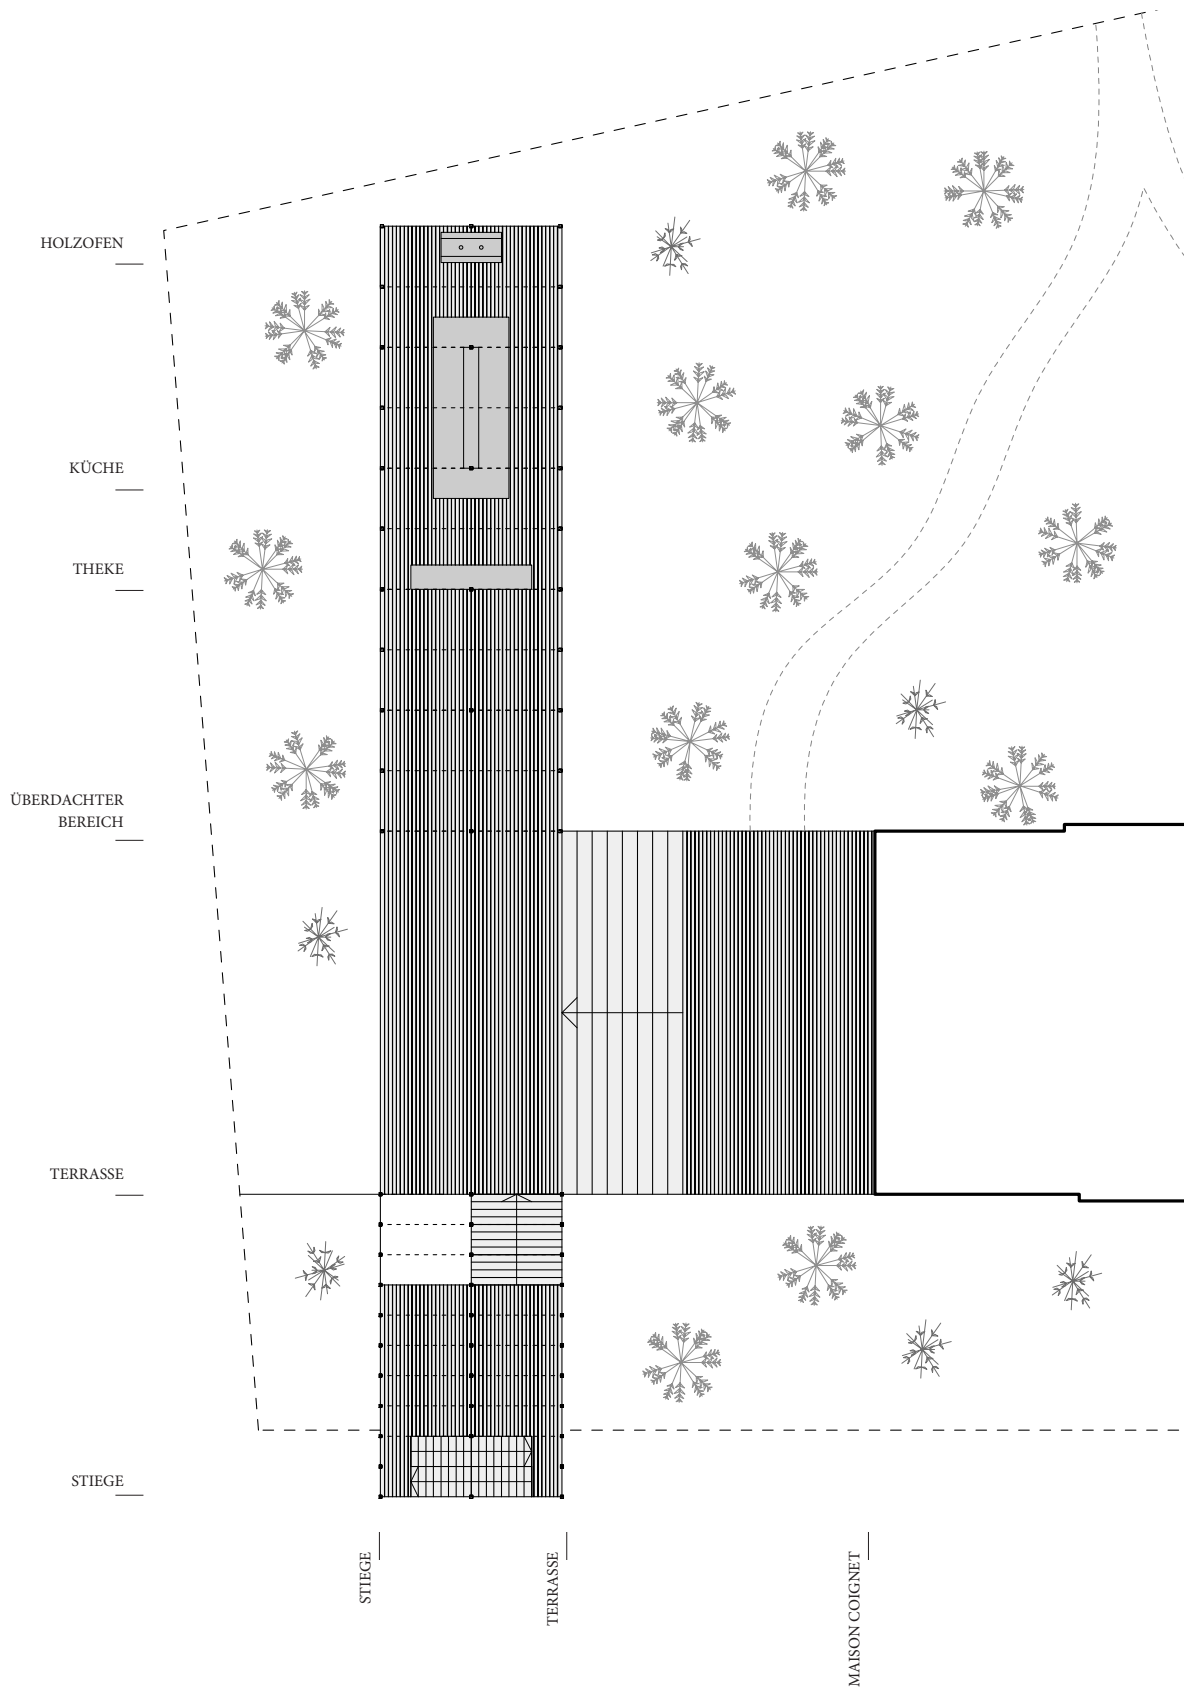 HOLZOFEN
KÜCHE
THEKE
ÜBERDACHTER
BEREICH
TERRASSE
STIEGE
STIEGE
TERRASSE
MAISON COIGNET